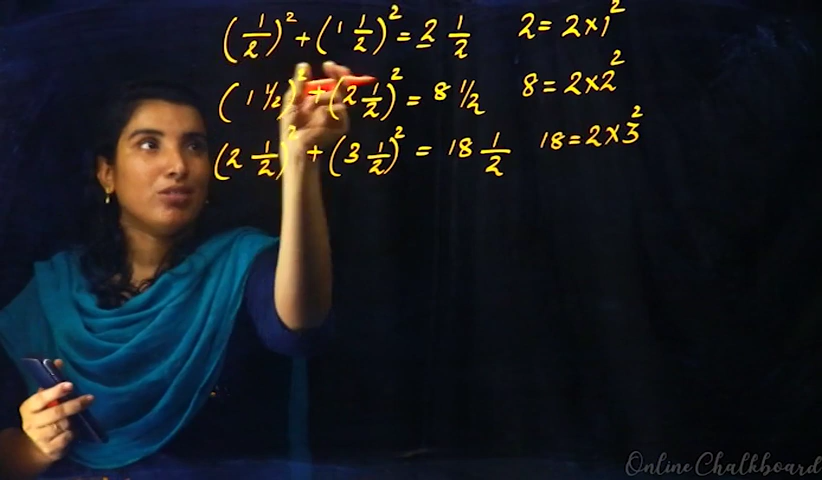 (1/2)² + (1 1/2)² = 2 1/2 2 = 2×1²
(1 1/2)² + (2 1/2)² = 8 1/2 8 = 2×2²
(2 1/2)² + (3 1/2)² = 18 1/2 18 = 2×3²
Online Chalkboard